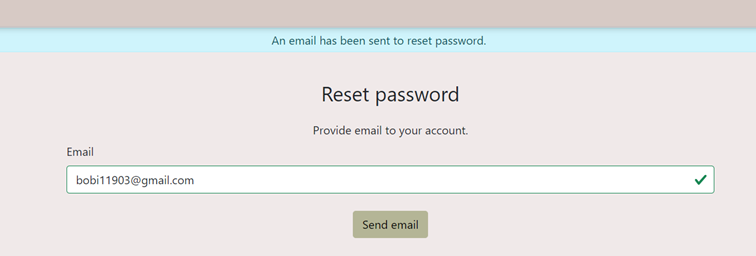 An email has been sent to reset password.
Reset password
Provide email to your account.
Email
bobi11903@gmail.com
Send email